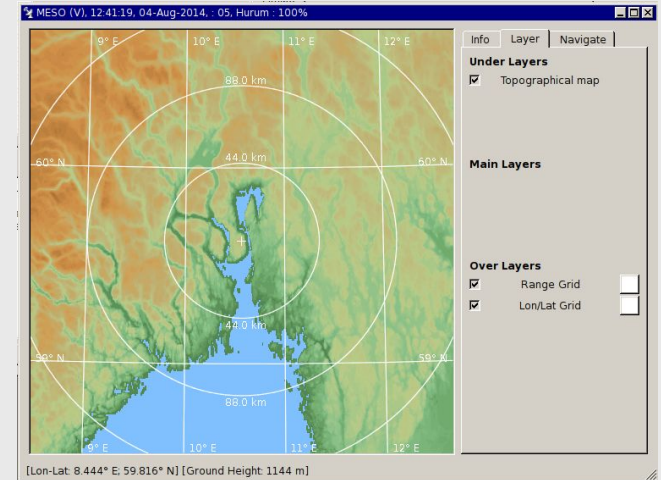 MESO (V), 12:41:19, 04-Aug-2014, : 05, Hurum : 100%
Info Layer Navigate
Under Layers
Topographical map
Main Layers
Over Layers
Range Grid
Lon/Lat Grid
9° E 10° E 11° E 12° E
88.0 km
44.0 km
60° N 60° N
44.0 km
59° N 59° N
88.0 km
9° E 10° E 11° E 12° E
[Lon-Lat: 8.444° E; 59.816° N] [Ground Height: 1144 m]